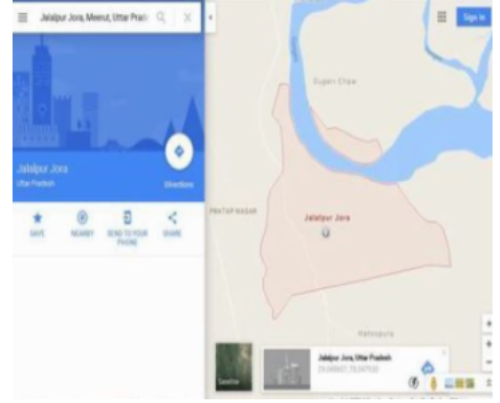 Jalalpur Jora, Meerut, Uttar Prad
Sign in
Jalalpur Jora
Uttar Pradesh
Directions
SAVE
NEARBY
SEND TO YOUR
PHONE
SHARE
PRATAP NAGAR
Jalalpur Jora
Hatnapura
Satellite
Jalalpur Jora, Uttar Pradesh